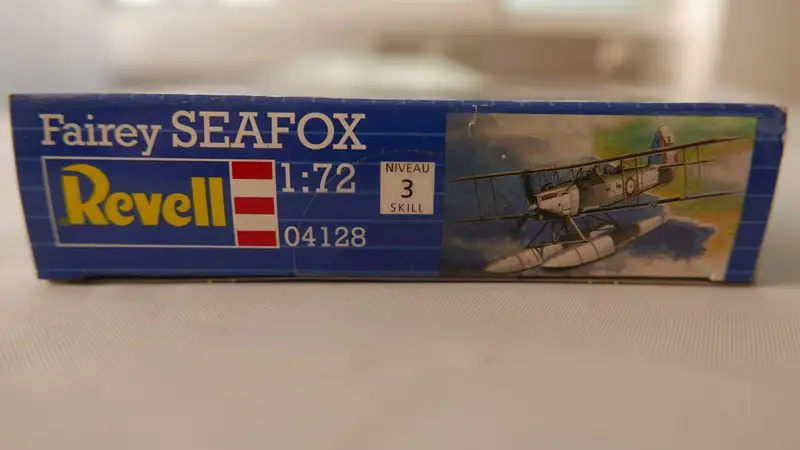 Fairey SEAFOX
Revell
1:72
04128
NIVEAU
3
SKILL